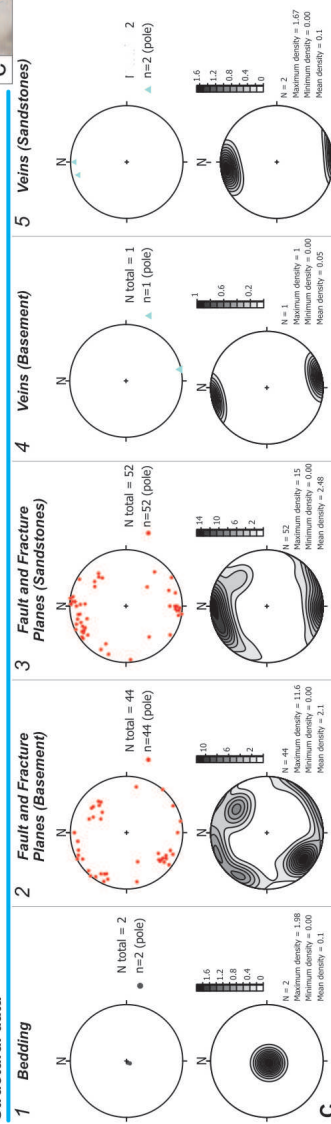 C
1 Bedding
N
N total = 2
n=2 (pole)
1.6
1.2
0.8
0.4
0
N = 2
Maximum density = 1.98
Minimum density = 0.00
Mean density = 0.1
2 Fault and Fracture
Planes (Basement)
N
N total = 44
n=44 (pole)
10
6
2
N = 44
Maximum density = 11.6
Minimum density = 0.00
Mean density = 2.1
3 Fault and Fracture
Planes (Sandstones)
N
N total = 52
n=52 (pole)
14
10
6
2
N = 52
Maximum density = 15
Minimum density = 0.00
Mean density = 2.48
4 Veins (Basement)
N
N total = 1
n=1 (pole)
1
0.6
0.2
N = 1
Maximum density = 1
Minimum density = 0.00
Mean density = 0.05
5 Veins (Sandstones)
N
2
n=2 (pole)
1.6
1.2
0.8
0.4
0
N = 2
Maximum density = 1.67
Minimum density = 0.00
Mean density = 0.1
C